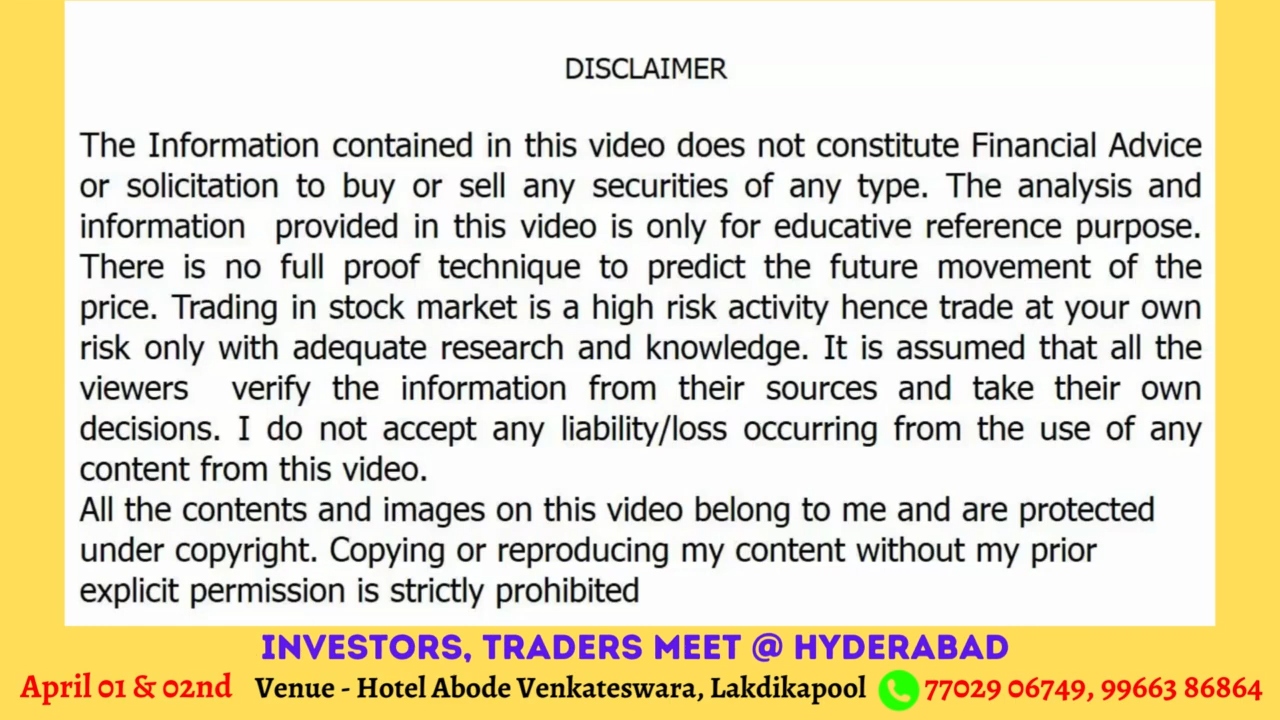 DISCLAIMER
The Information contained in this video does not constitute Financial Advice
or solicitation to buy or sell any securities of any type. The analysis and
information provided in this video is only for educative reference purpose.
There is no full proof technique to predict the future movement of the
price. Trading in stock market is a high risk activity hence trade at your own
risk only with adequate research and knowledge. It is assumed that all the
viewers verify the information from their sources and take their own
decisions. I do not accept any liability/loss occurring from the use of any
content from this video.
All the contents and images on this video belong to me and are protected
under copyright. Copying or reproducing my content without my prior
explicit permission is strictly prohibited
INVESTORS, TRADERS MEET @ HYDERABAD
April 01 & 02nd Venue - Hotel Abode Venkateswara, Lakdikapool 77029 06749, 99663 86864